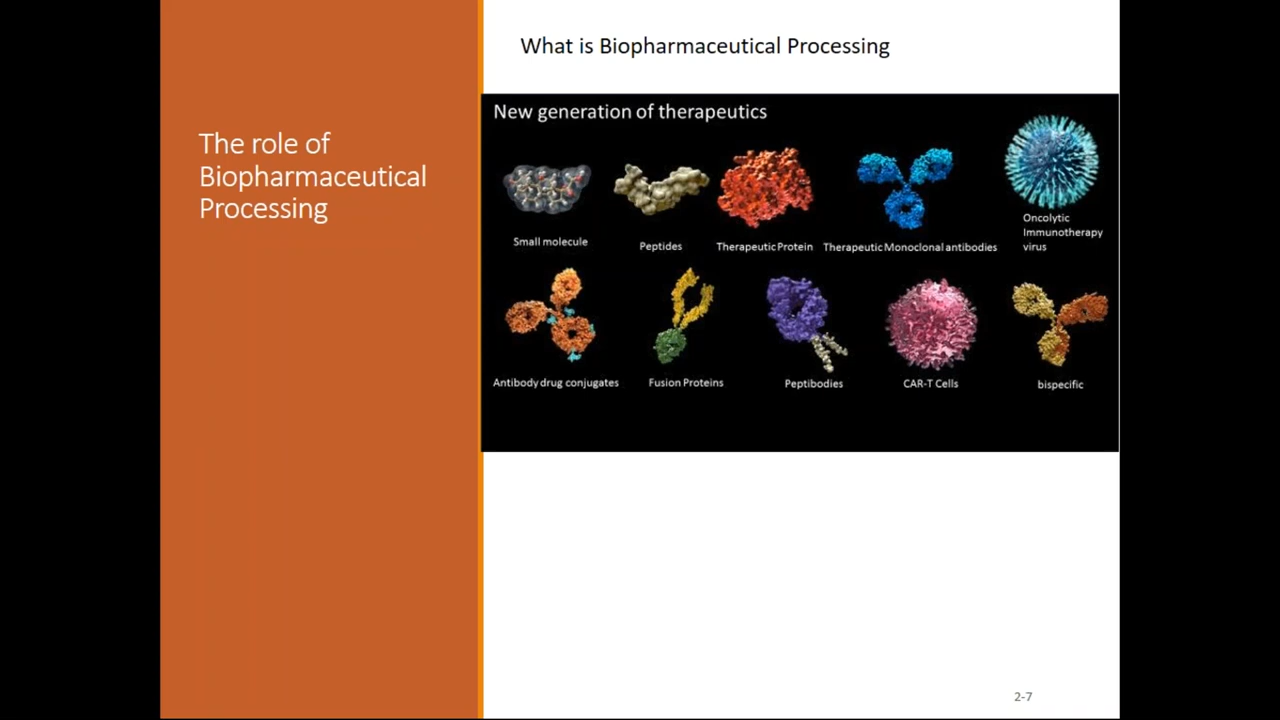 The role of
Biopharmaceutical
Processing
What is Biopharmaceutical Processing
New generation of therapeutics
Small molecule
Peptides
Therapeutic Protein
Therapeutic Monoclonal antibodies
Oncolytic
Immunotherapy
virus
Antibody drug conjugates
Fusion Proteins
Peptibodies
CAR-T Cells
bispecific
2-7